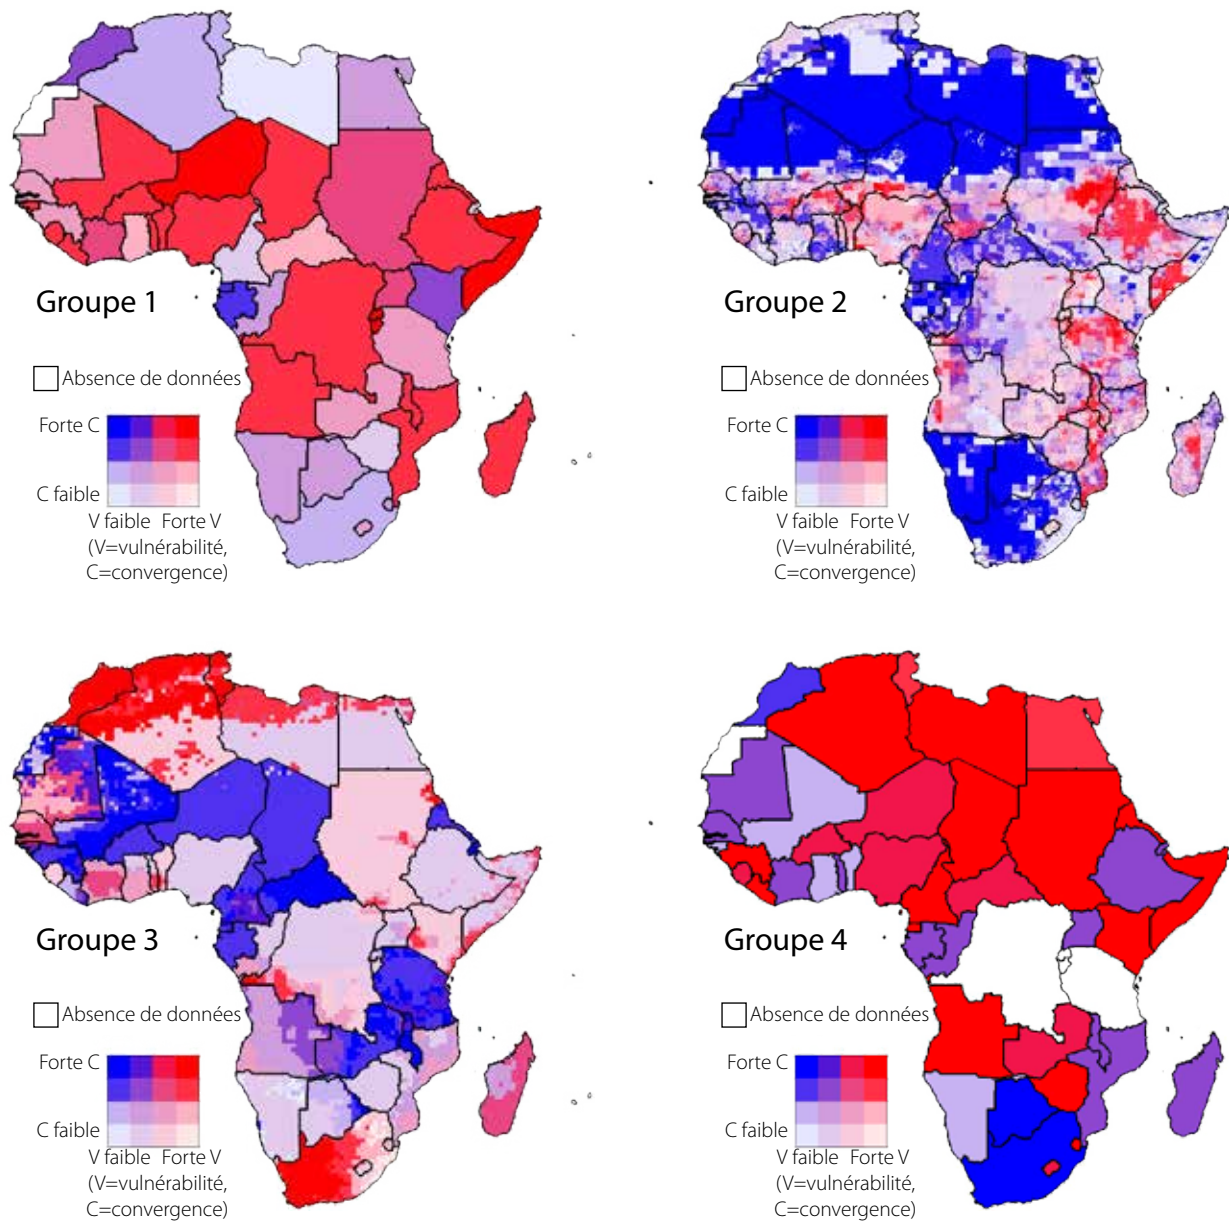 Groupe 1
Absence de données
Forte C
C faible
V faible Forte V
(V=vulnérabilité,
C=convergence)
Groupe 2
Absence de données
Forte C
C faible
V faible Forte V
(V=vulnérabilité,
C=convergence)
Groupe 3
Absence de données
Forte C
C faible
V faible Forte V
(V=vulnérabilité,
C=convergence)
Groupe 4
Absence de données
Forte C
C faible
V faible Forte V
(V=vulnérabilité,
C=convergence)